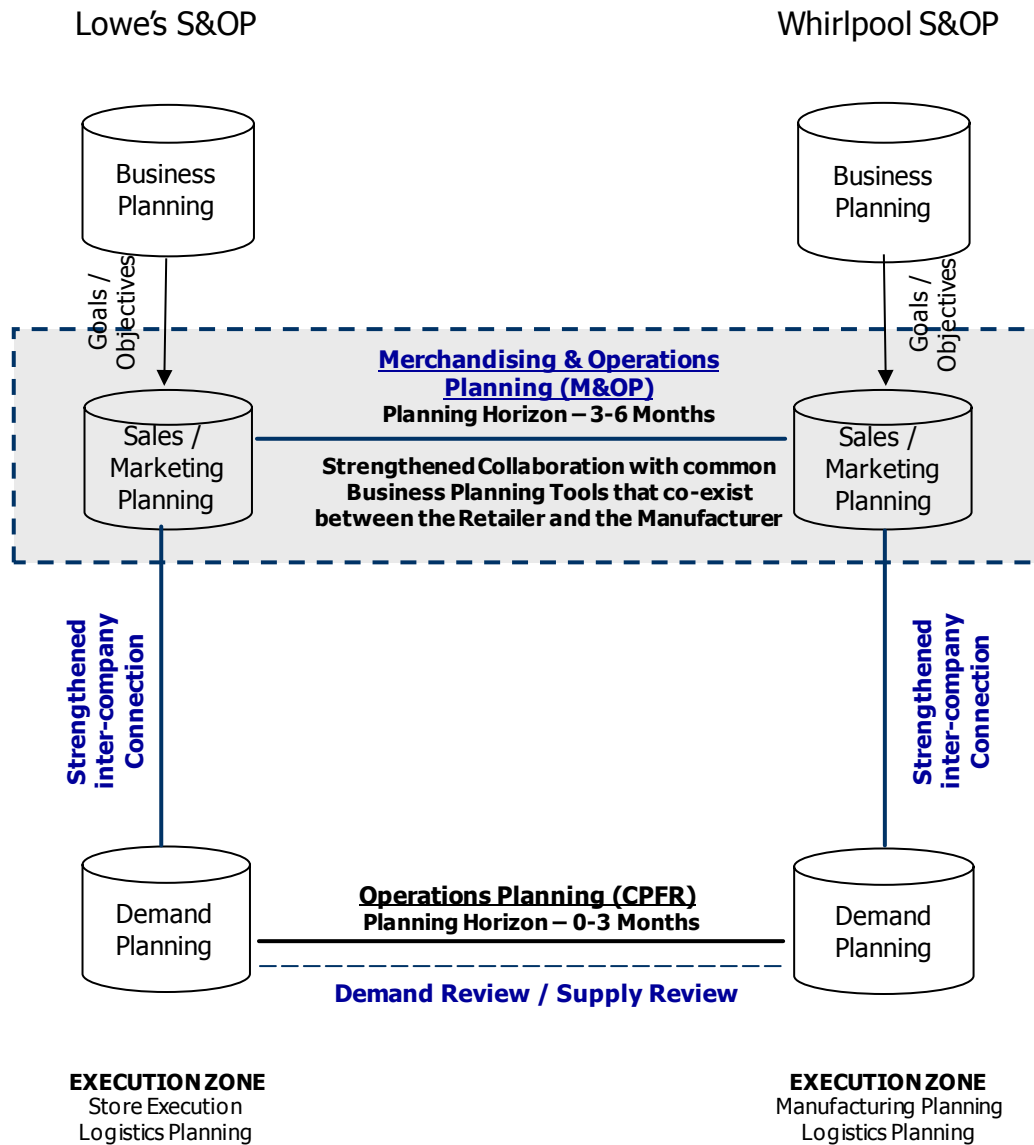 Lowe's S&OP
Whirlpool S&OP
Business
Planning
Business
Planning
Goals /
Objectives
Goals /
Objectives
Merchandising & Operations
Planning (M&OP)
Planning Horizon – 3-6 Months
Sales /
Marketing
Planning
Sales /
Marketing
Planning
Strengthened Collaboration with common
Business Planning Tools that co-exist
between the Retailer and the Manufacturer
Strengthened
inter-company
Connection
Strengthened
inter-company
Connection
Demand
Planning
Operations Planning (CPFR)
Planning Horizon – 0-3 Months
Demand Review / Supply Review
Demand
Planning
EXECUTION ZONE
Store Execution
Logistics Planning
EXECUTION ZONE
Manufacturing Planning
Logistics Planning